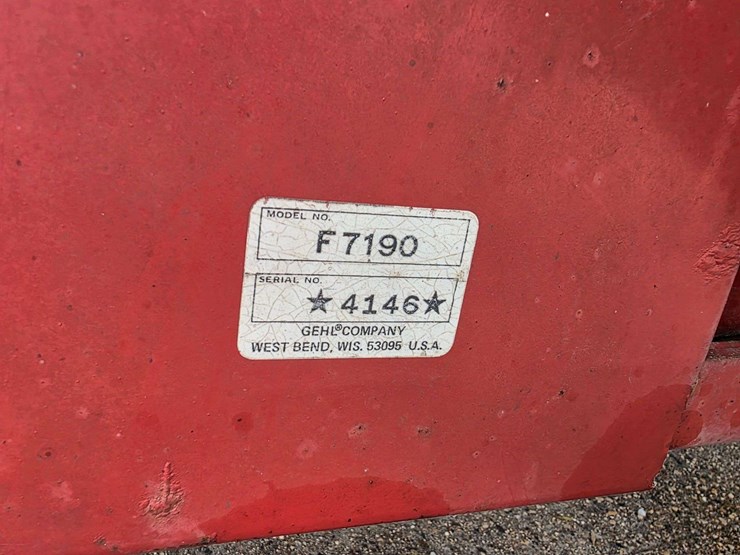 MODEL NO.
F7190
SERIAL NO.
★4146★
GEHL®COMPANY
WEST BEND, WIS. 53095 U.S.A.